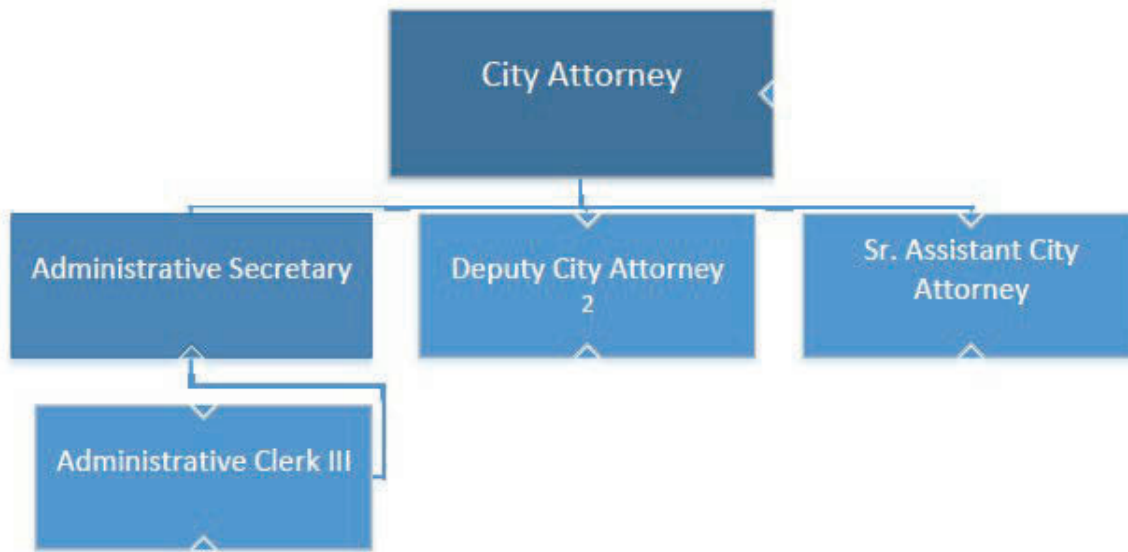 City Attorney
Administrative Secretary
Deputy City Attorney
2
Sr. Assistant City
Attorney
Administrative Clerk III